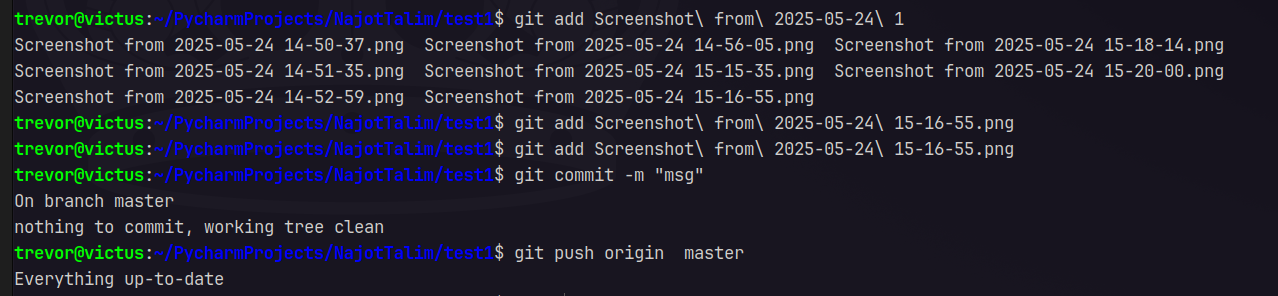 trevor@victus:~/PycharmProjects/NajotTalim/test1$ git add Screenshot\ from\ 2025-05-24\ 1
Screenshot from 2025-05-24 14-50-37.png  Screenshot from 2025-05-24 14-56-05.png  Screenshot from 2025-05-24 15-18-14.png
Screenshot from 2025-05-24 14-51-35.png  Screenshot from 2025-05-24 15-15-35.png  Screenshot from 2025-05-24 15-20-00.png
Screenshot from 2025-05-24 14-52-59.png  Screenshot from 2025-05-24 15-16-55.png
trevor@victus:~/PycharmProjects/NajotTalim/test1$ git add Screenshot\ from\ 2025-05-24\ 15-16-55.png
trevor@victus:~/PycharmProjects/NajotTalim/test1$ git add Screenshot\ from\ 2025-05-24\ 15-16-55.png
trevor@victus:~/PycharmProjects/NajotTalim/test1$ git commit -m "msg"
On branch master
nothing to commit, working tree clean
trevor@victus:~/PycharmProjects/NajotTalim/test1$ git push origin  master
Everything up-to-date